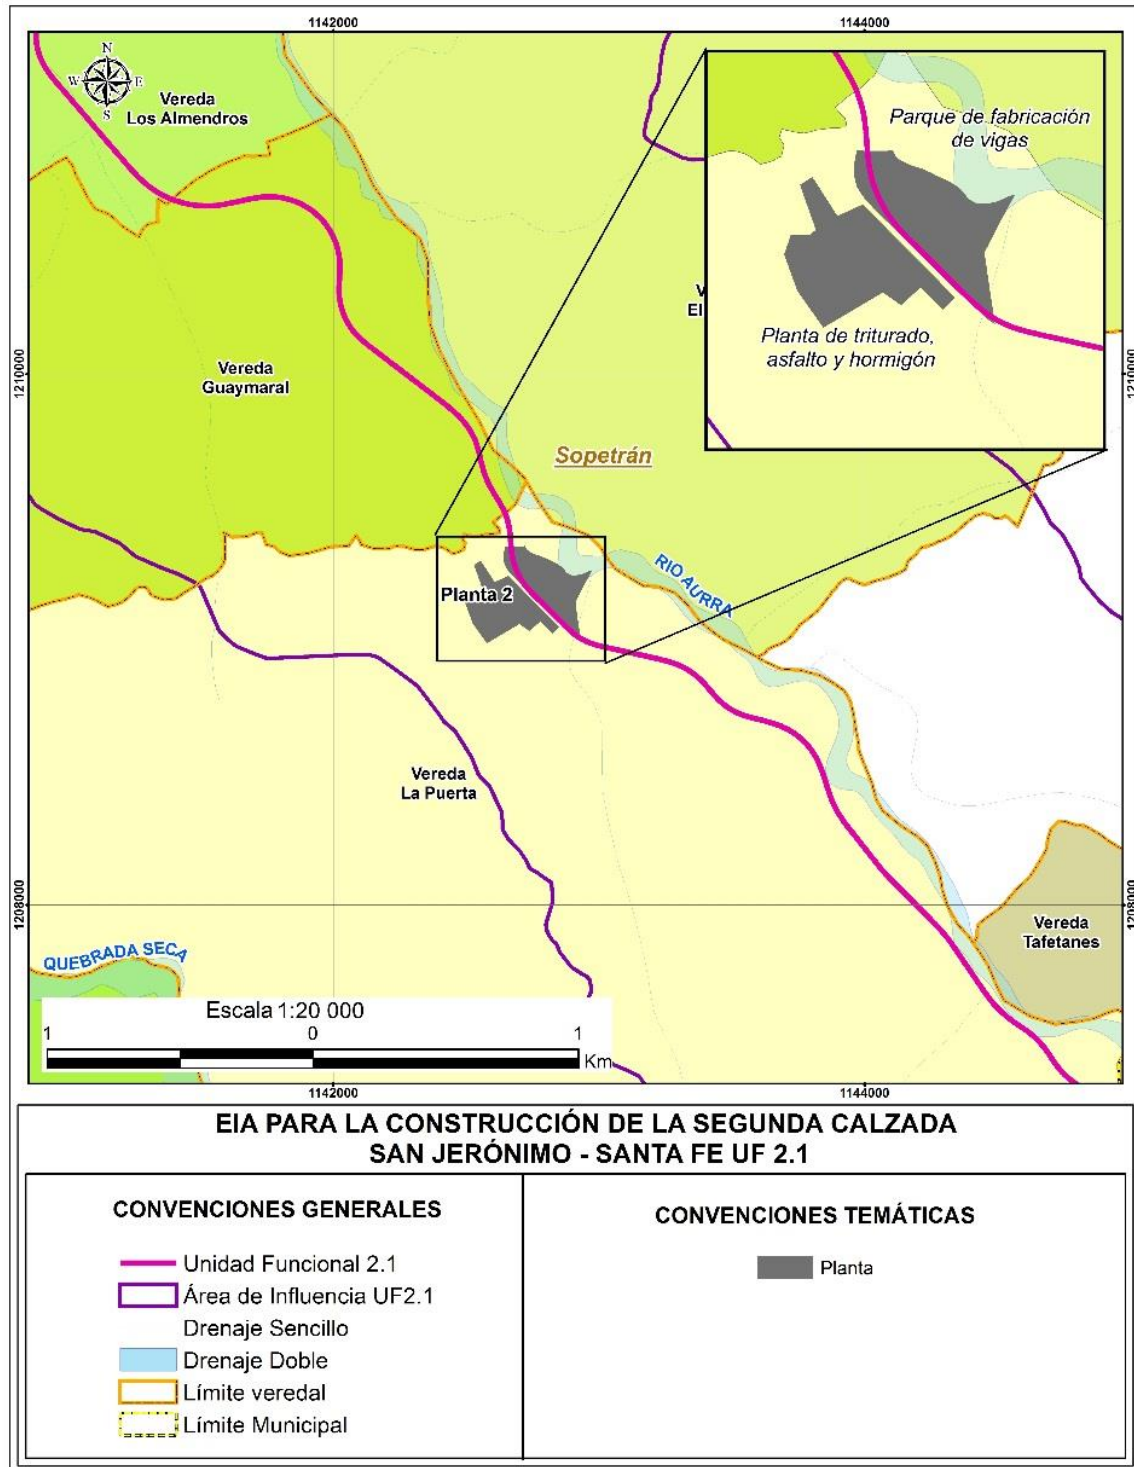 1142000
1144000
N
W
E
S
Vereda
Los Almendros
Parque de fabricación
de vigas
Planta de triturado,
asfalto y hormigón
V
El
1210000
1210000
Vereda
Guaymaral
Sopetrán
RIO AURRA
Planta 2
Vereda
La Puerta
1208000
1208000
Vereda
Tafetanes
QUEBRADA SECA
Escala 1:20 000
1 0 1
Km
1142000
1144000
EIA PARA LA CONSTRUCCIÓN DE LA SEGUNDA CALZADA
SAN JERÓNIMO - SANTA FE UF 2.1
CONVENCIONES GENERALES
Unidad Funcional 2.1
Área de Influencia UF2.1
Drenaje Sencillo
Drenaje Doble
Límite veredal
Límite Municipal
CONVENCIONES TEMÁTICAS
Planta